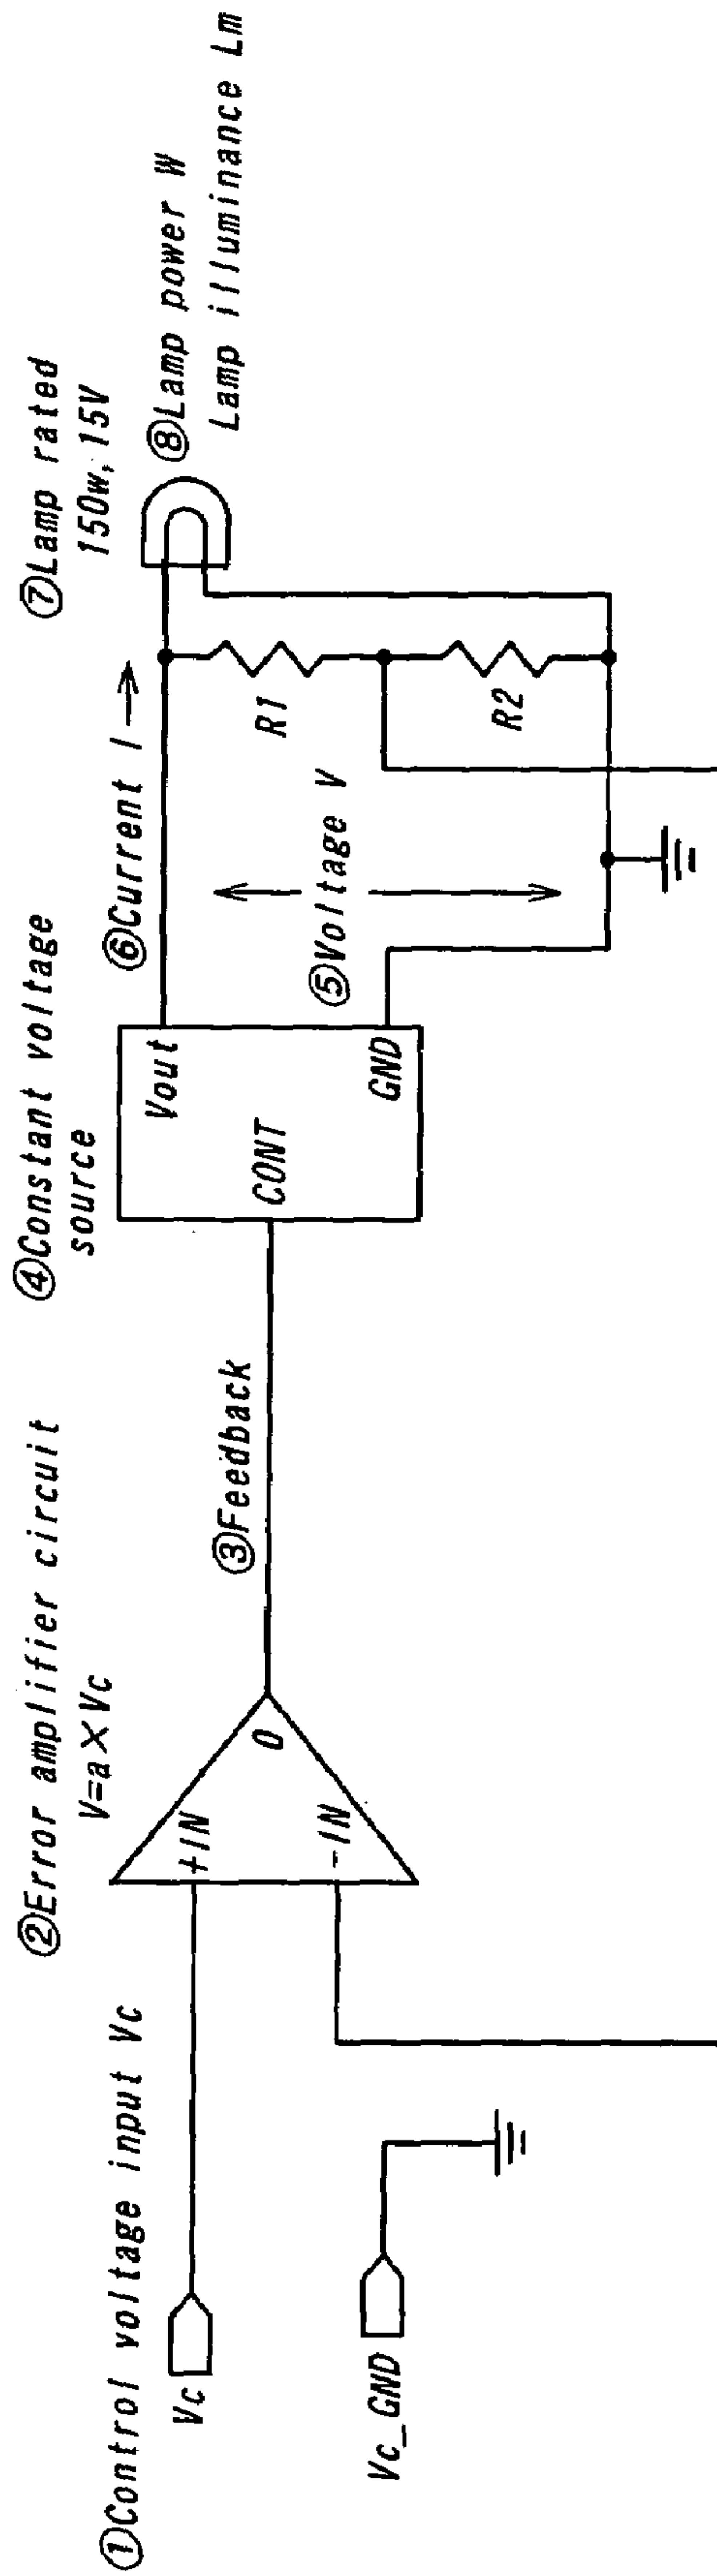 ①Control voltage input Vc
Vc
Vc_GND
②Error amplifier circuit
V=a×Vc
+IN
-IN
O
③Feedback
④Constant voltage
source
Vout
CONT
GND
⑤Voltage V
⑥Current I
R1
R2
⑦Lamp rated
150w, 15V
⑧Lamp power W
Lamp illuminance Lm